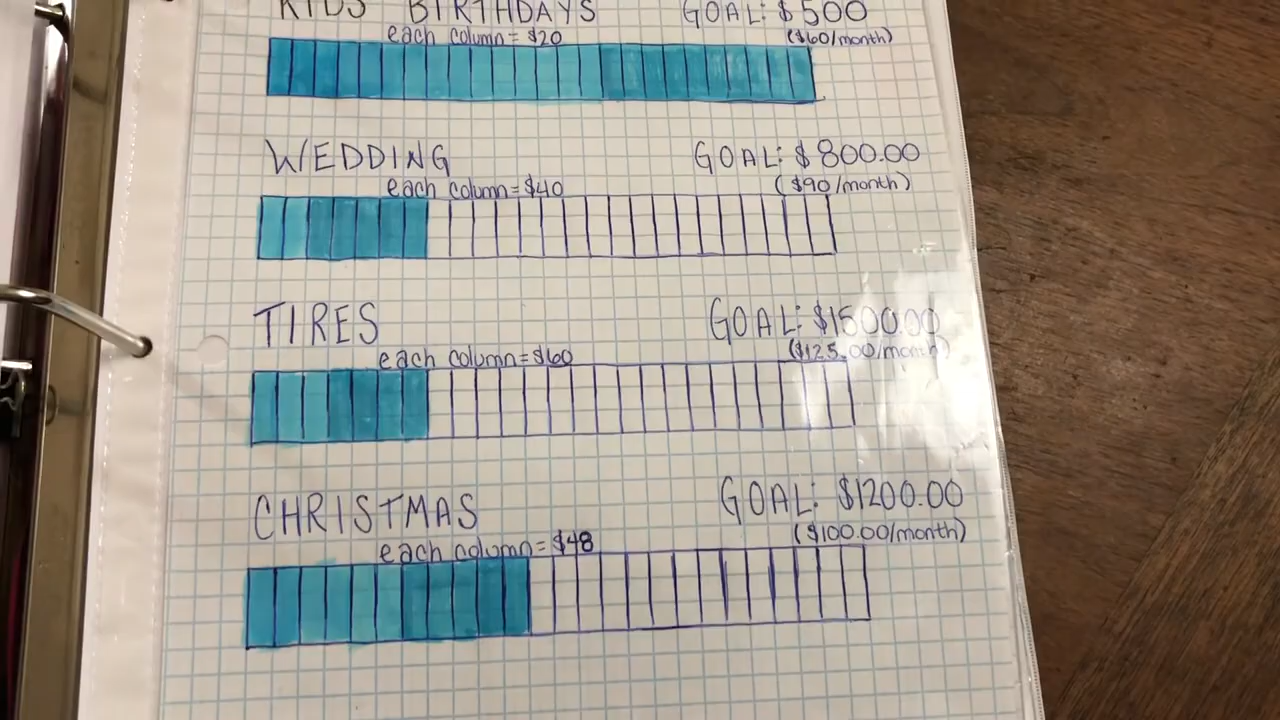 KIDS BIRTHDAYS GOAL: $500
each column = $20 ($60/month)
WEDDING GOAL: $800.00
each column = $40 ($90/month)
TIRES GOAL: $1500.00
each column = $60 ($125.00/month)
CHRISTMAS GOAL: $1200.00
each column = $48 ($100.00/month)